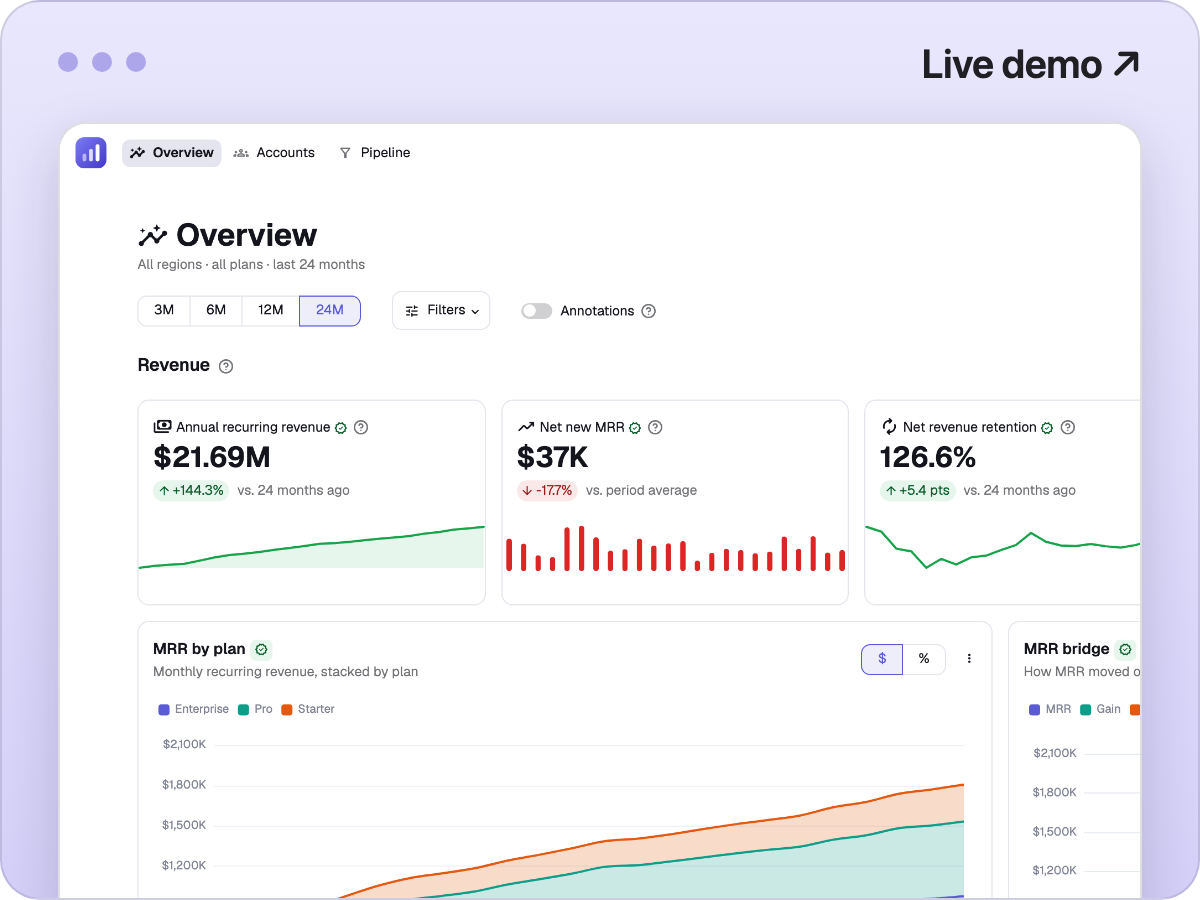 Live demo
Overview
Accounts
Pipeline
Overview
All regions · all plans · last 24 months
3M
6M
12M
24M
Filters
Annotations
Revenue
Annual recurring revenue
$21.69M
+144.3% vs. 24 months ago
Net new MRR
$37K
-17.7% vs. period average
Net revenue retention
126.6%
+5.4 pts vs. 24 months ago
MRR by plan
Monthly recurring revenue, stacked by plan
$
%
Enterprise
Pro
Starter
$2,100K
$1,800K
$1,500K
$1,200K
MRR bridge
How MRR moved o
MRR
Gain
$2,100K
$1,800K
$1,500K
$1,200K